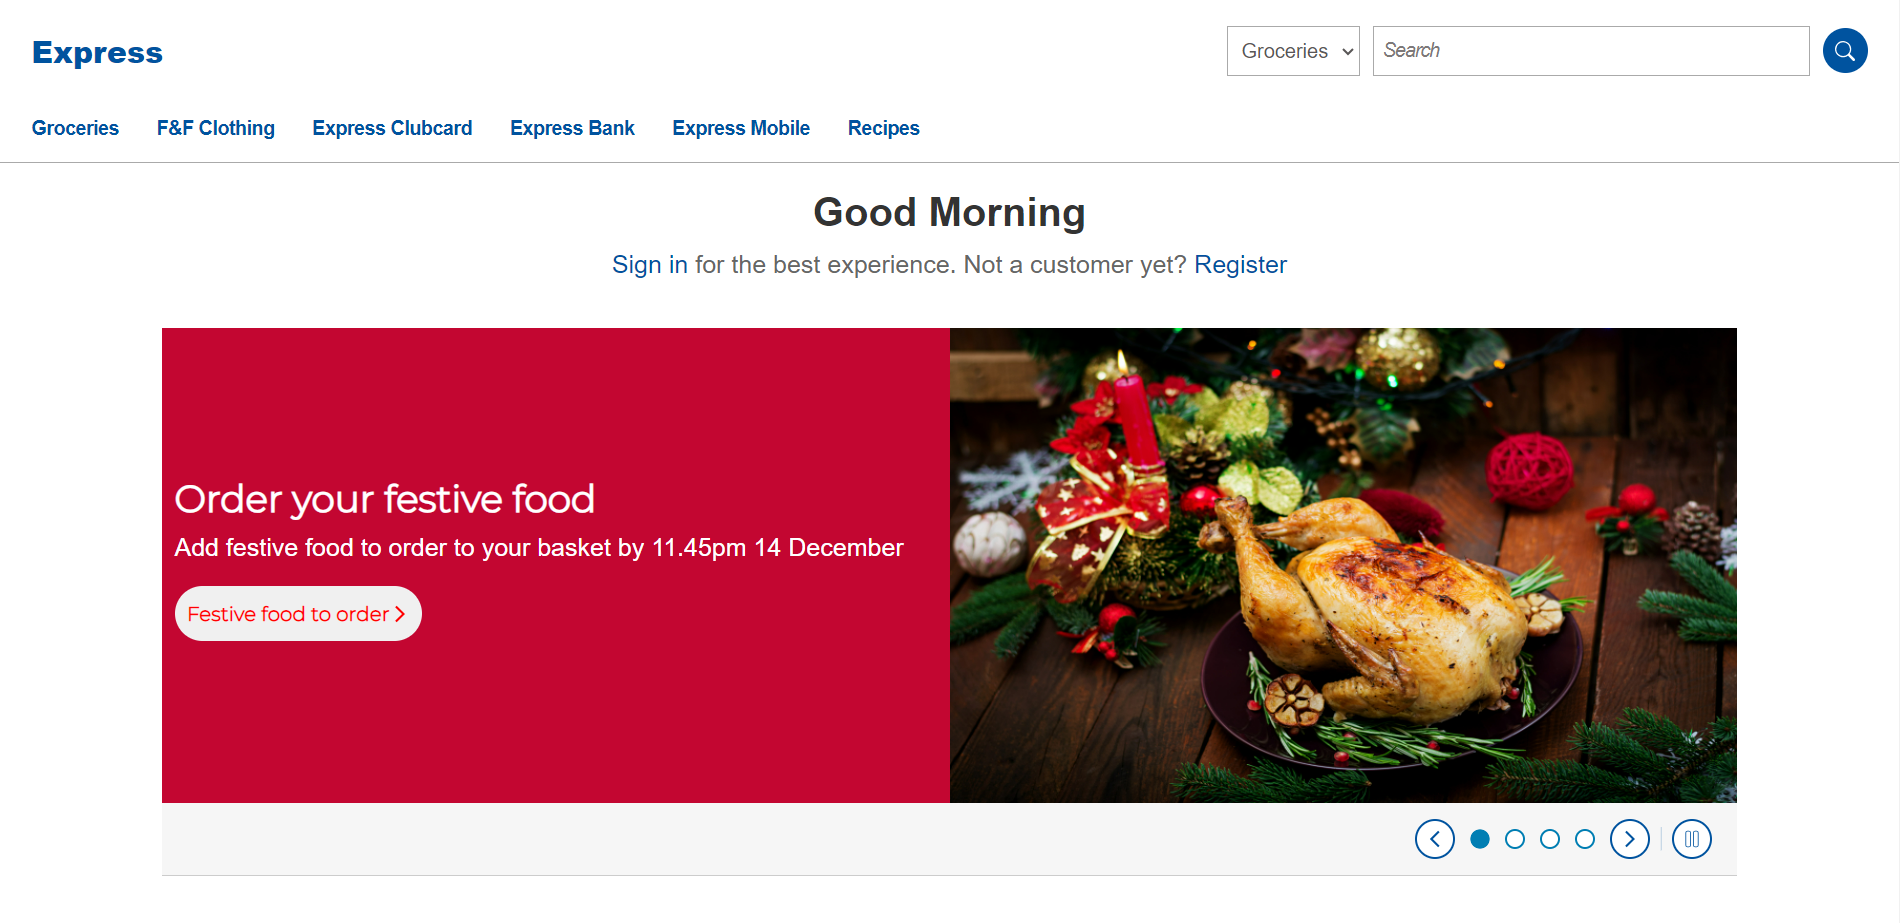 Express
Groceries
Search
Groceries F&F Clothing Express Clubcard Express Bank Express Mobile Recipes
Good Morning
Sign in for the best experience. Not a customer yet? Register
Order your festive food
Add festive food to order to your basket by 11.45pm 14 December
Festive food to order